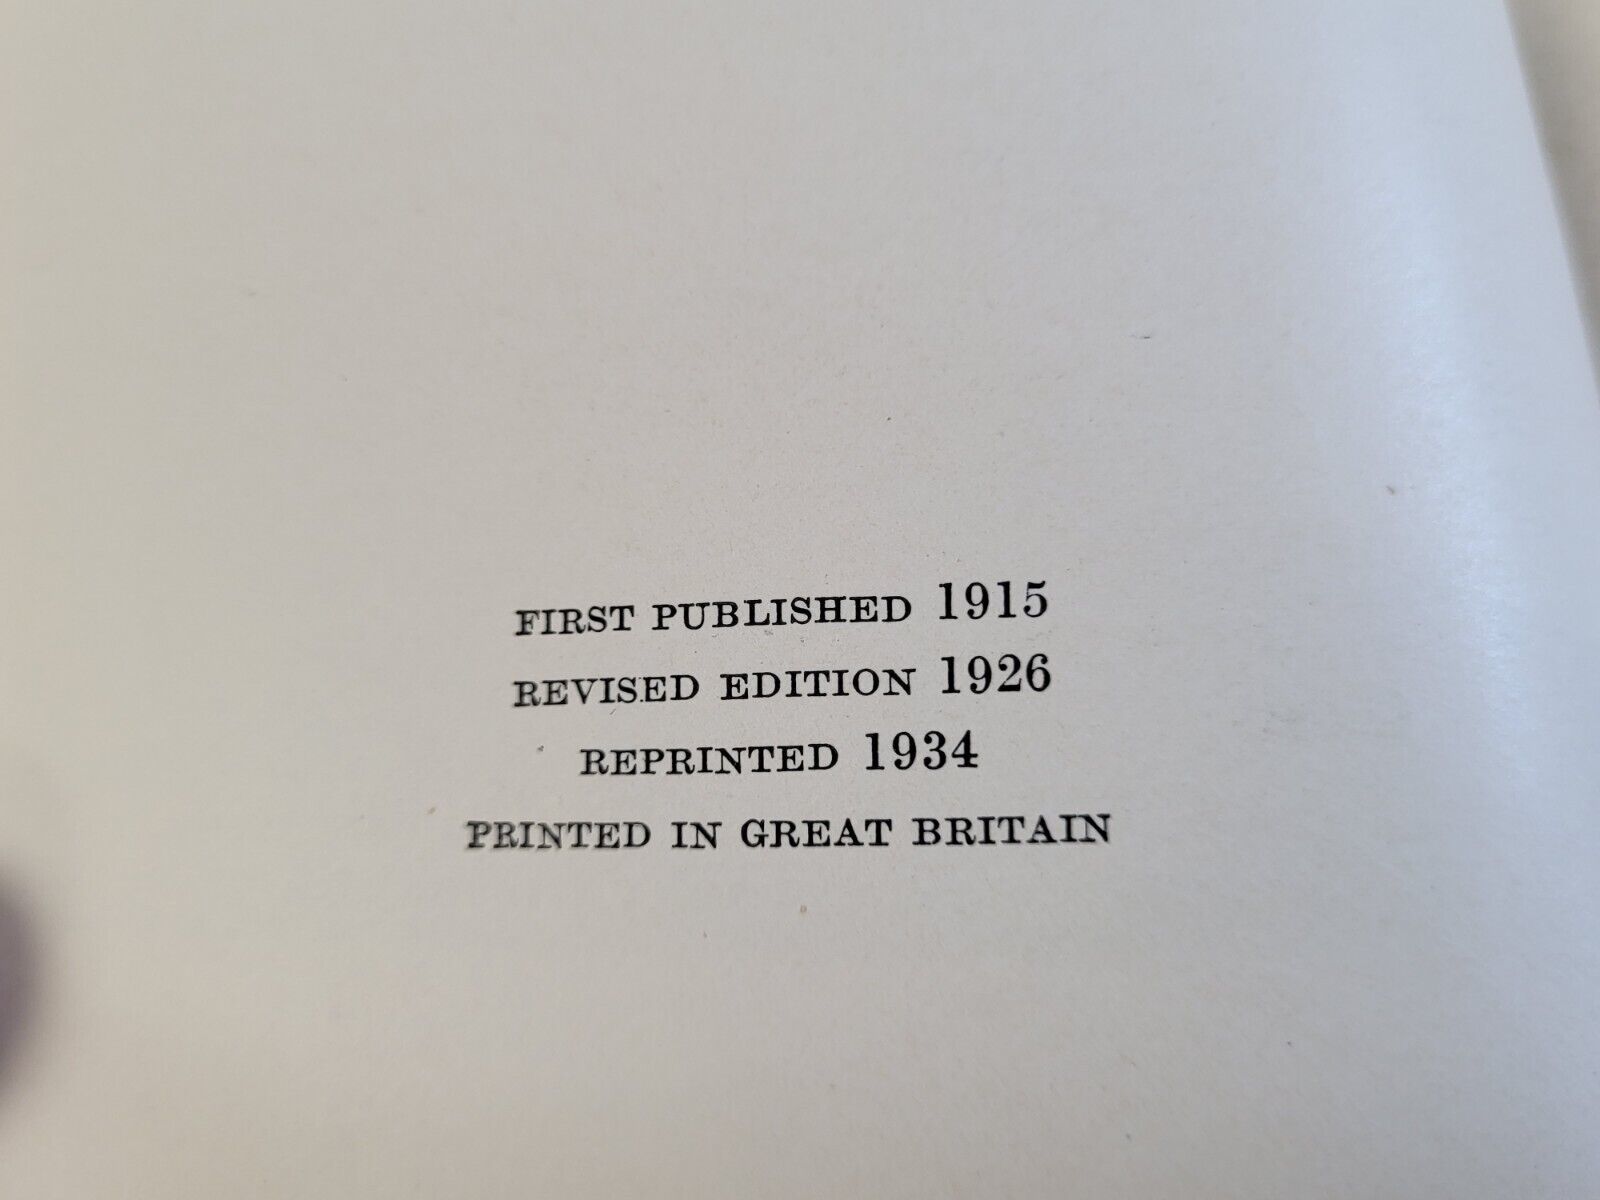 FIRST PUBLISHED 1915
REVISED EDITION 1926
REPRINTED 1934
PRINTED IN GREAT BRITAIN